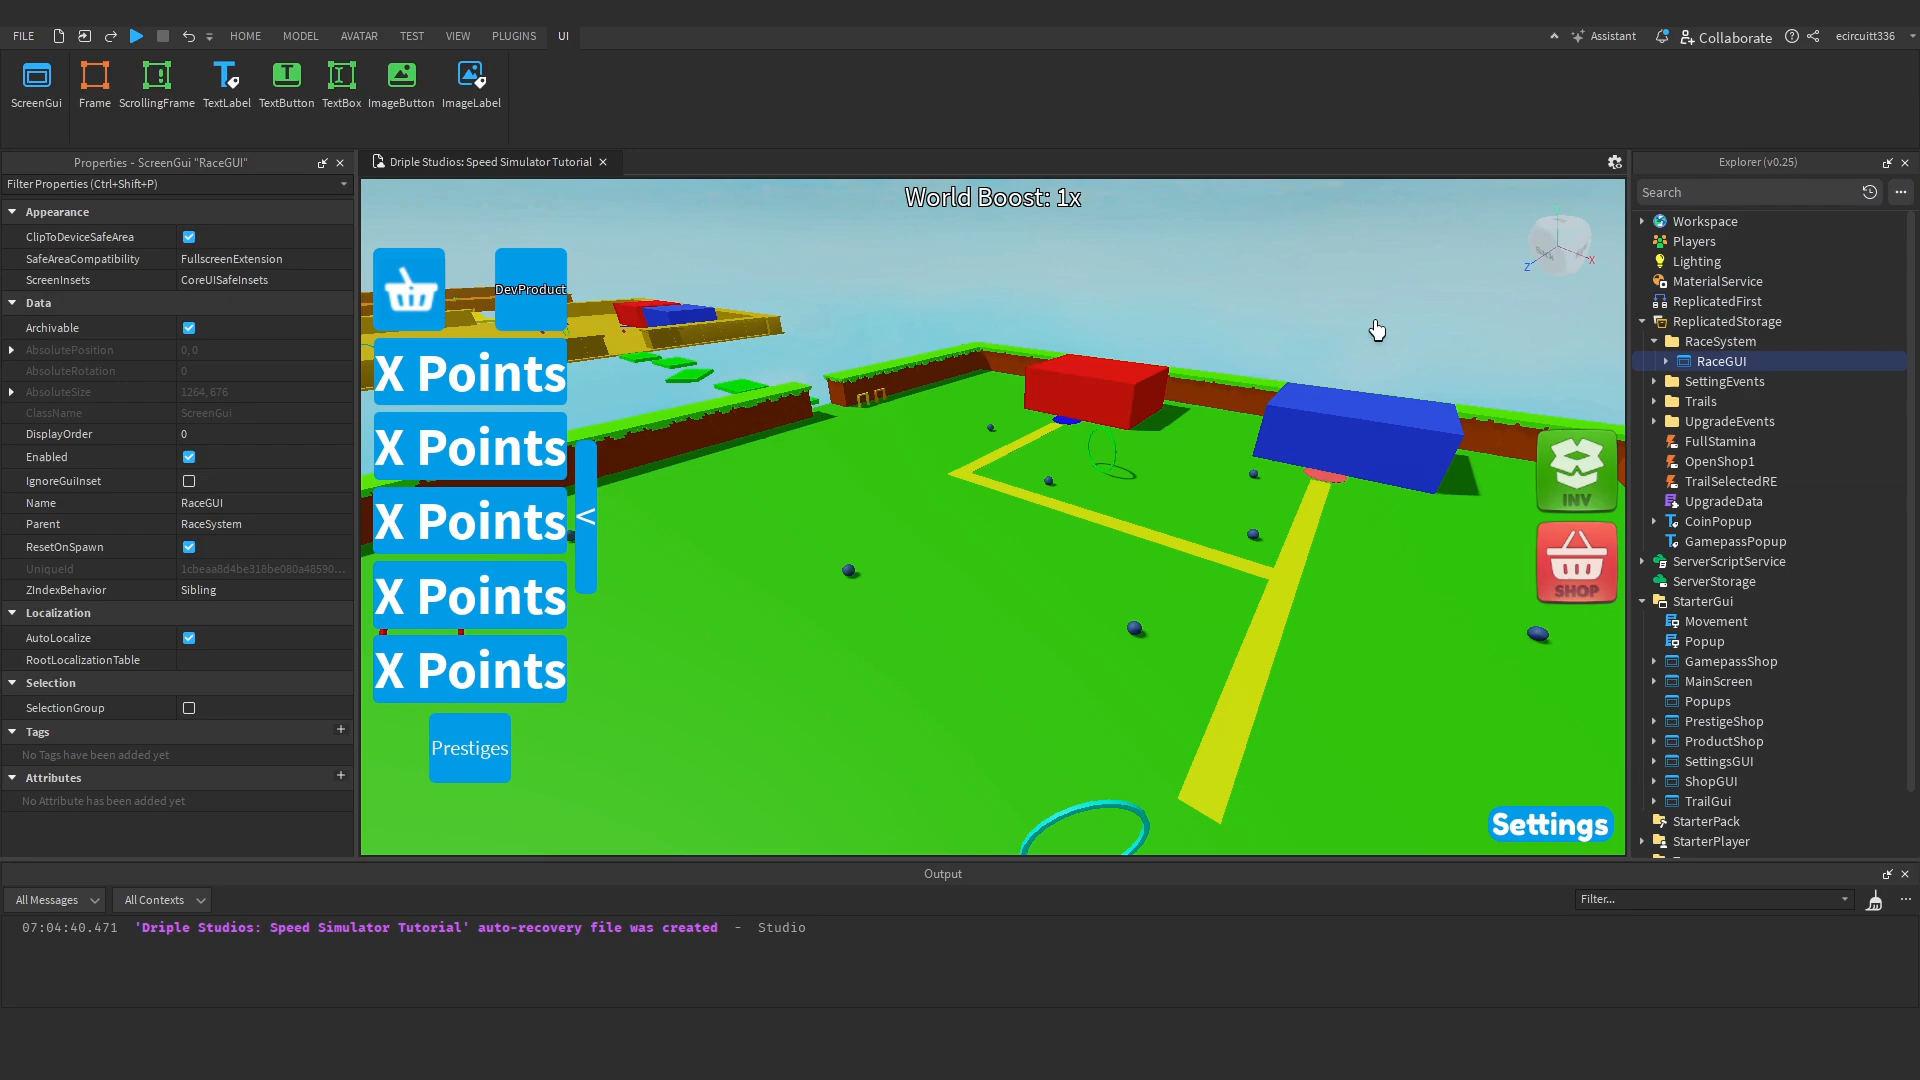 FILE HOME MODEL AVATAR TEST VIEW PLUGINS UI Assistant Collaborate ecircuitt336
ScreenGui Frame ScrollingFrame TextLabel TextButton TextBox ImageButton ImageLabel
Properties - ScreenGui "RaceGUI"
Filter Properties (Ctrl+Shift+P)
Appearance
ClipToDeviceSafeArea
SafeAreaCompatibility FullscreenExtension
ScreenInsets CoreUISafeInsets
Data
Archivable
AbsolutePosition 0, 0
AbsoluteRotation 0
AbsoluteSize 1264, 676
ClassName ScreenGui
DisplayOrder 0
Enabled
IgnoreGuiInset
Name RaceGUI
Parent RaceSystem
ResetOnSpawn
UniqueId 1cbeaa8d4be318be080a48590...
ZIndexBehavior Sibling
Localization
AutoLocalize
RootLocalizationTable
Selection
SelectionGroup
Tags
No Tags have been added yet
Attributes
No Attribute has been added yet
Driple Studios: Speed Simulator Tutorial
World Boost: 1x
DevProduct
X Points
X Points
X Points
<
X Points
X Points
Prestiges
Z
X
INV
SHOP
Settings
Explorer (v0.25)
Search
Workspace
Players
Lighting
MaterialService
ReplicatedFirst
ReplicatedStorage
RaceSystem
RaceGUI
SettingEvents
Trails
UpgradeEvents
FullStamina
OpenShop1
TrailSelectedRE
UpgradeData
CoinPopup
GamepassPopup
ServerScriptService
ServerStorage
StarterGui
Movement
Popup
GamepassShop
MainScreen
Popups
PrestigeShop
ProductShop
SettingsGUI
ShopGUI
TrailGui
StarterPack
StarterPlayer
Output
All Messages All Contexts Filter...
07:04:40.471 'Driple Studios: Speed Simulator Tutorial' auto-recovery file was created - Studio